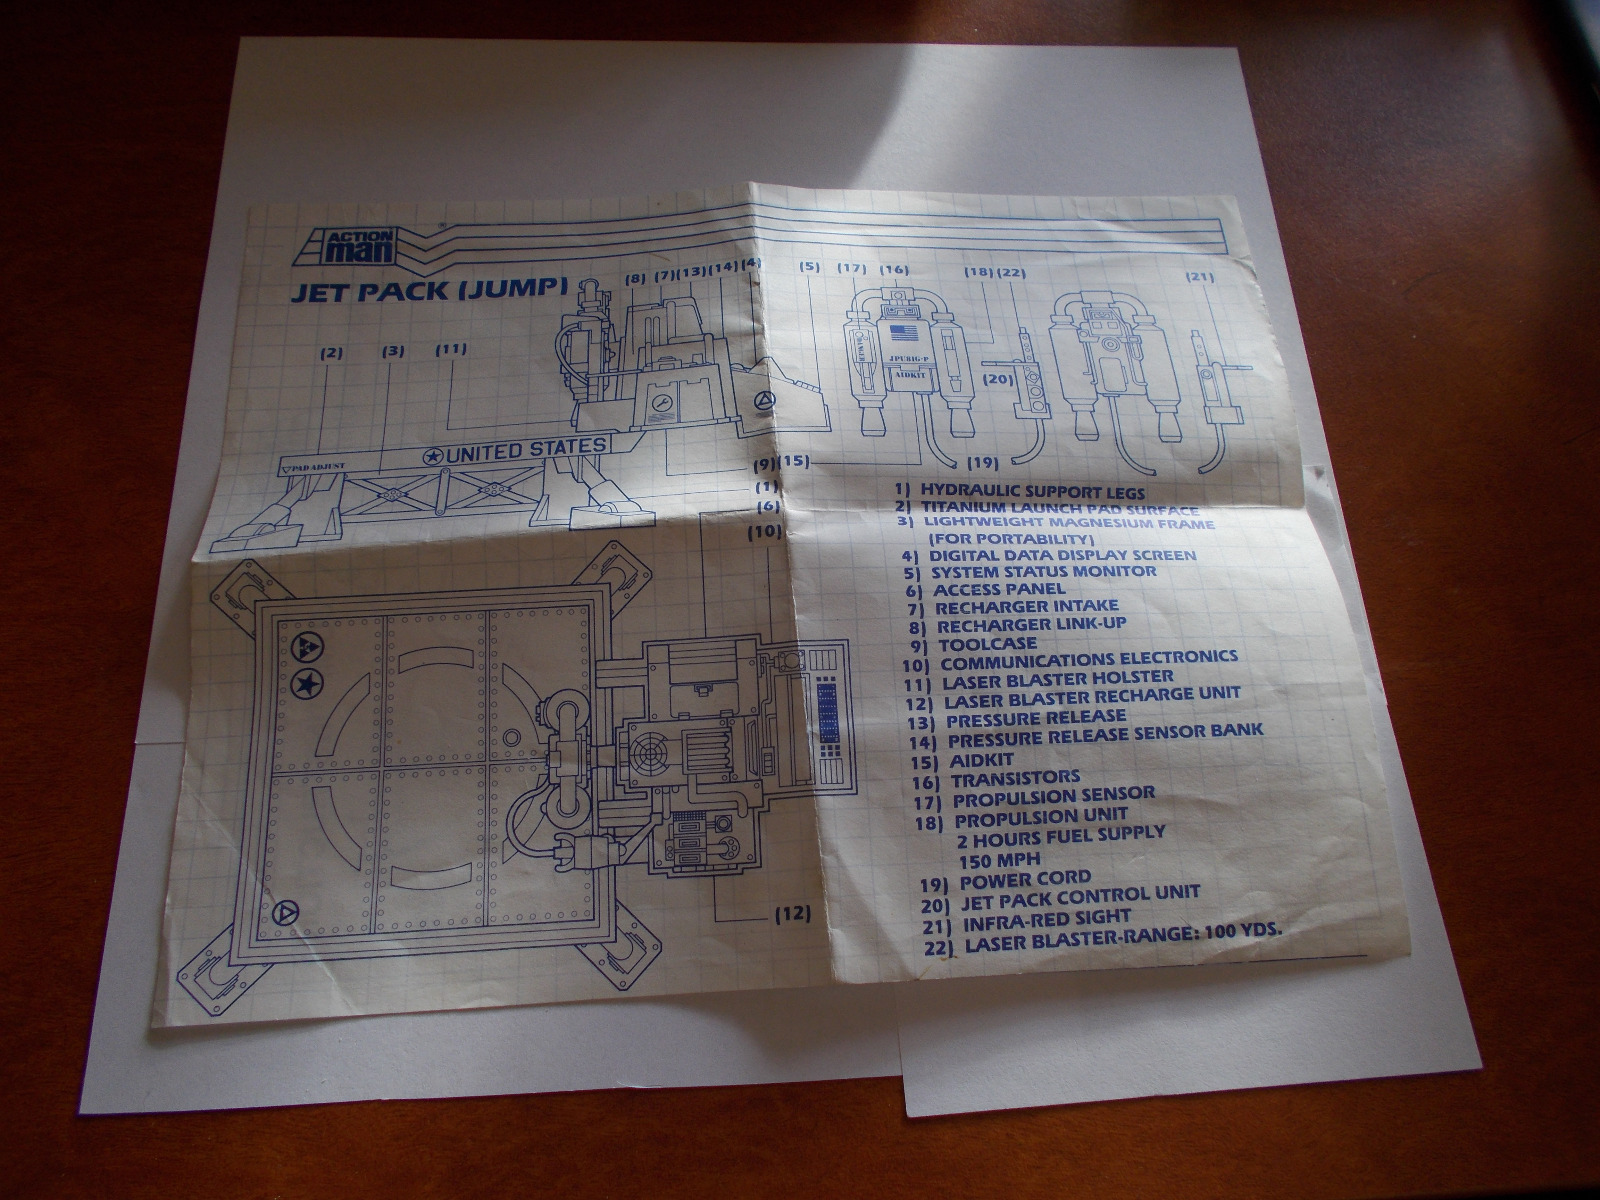 ACTION
man
®
JET PACK (JUMP)
(8) (7) (13) (14) (4) (5) (17) (16) (18) (22) (21)
(2) (3) (11)
JPUBIG-P
AIDKIT
(20)
UNITED STATES
PAD ADJUST
(9) (15) (19)
(1)
(6)
(10)
(12)
1) HYDRAULIC SUPPORT LEGS
2) TITANIUM LAUNCH PAD SURFACE
3) LIGHTWEIGHT MAGNESIUM FRAME
(FOR PORTABILITY)
4) DIGITAL DATA DISPLAY SCREEN
5) SYSTEM STATUS MONITOR
6) ACCESS PANEL
7) RECHARGER INTAKE
8) RECHARGER LINK-UP
9) TOOLCASE
10) COMMUNICATIONS ELECTRONICS
11) LASER BLASTER HOLSTER
12) LASER BLASTER RECHARGE UNIT
13) PRESSURE RELEASE
14) PRESSURE RELEASE SENSOR BANK
15) AIDKIT
16) TRANSISTORS
17) PROPULSION SENSOR
18) PROPULSION UNIT
2 HOURS FUEL SUPPLY
150 MPH
19) POWER CORD
20) JET PACK CONTROL UNIT
21) INFRA-RED SIGHT
22) LASER BLASTER-RANGE: 100 YDS.